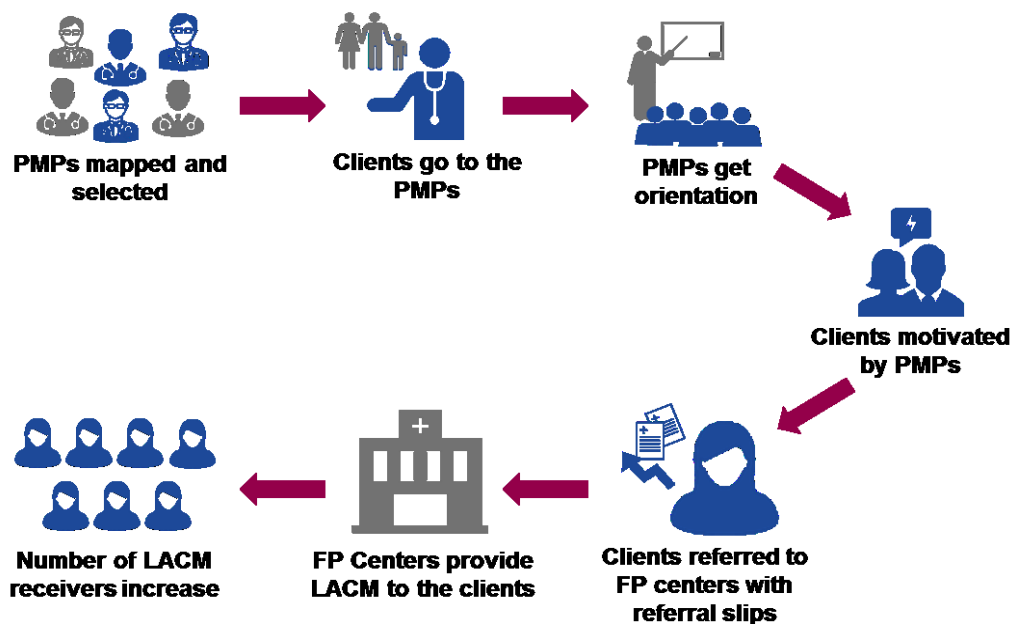 PMPs mapped and
selected
Clients go to the
PMPs
PMPs get
orientation
Clients motivated
by PMPs
Clients referred to
FP centers with
referral slips
FP Centers provide
LACM to the clients
Number of LACM
receivers increase